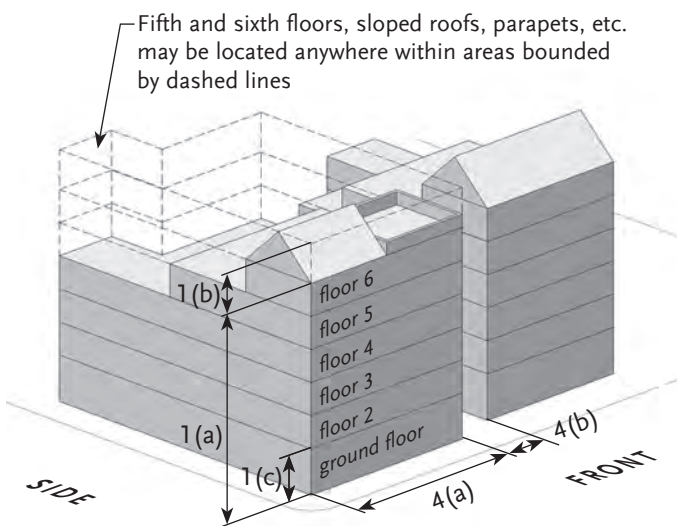 Fifth and sixth floors, sloped roofs, parapets, etc.
may be located anywhere within areas bounded
by dashed lines
1(b)
floor 6
floor 5
floor 4
floor 3
floor 2
ground floor
1(a)
1(c)
4(a)
4(b)
SIDE
FRONT